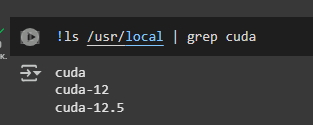 !ls /usr/local | grep cuda
cuda
cuda-12
cuda-12.5